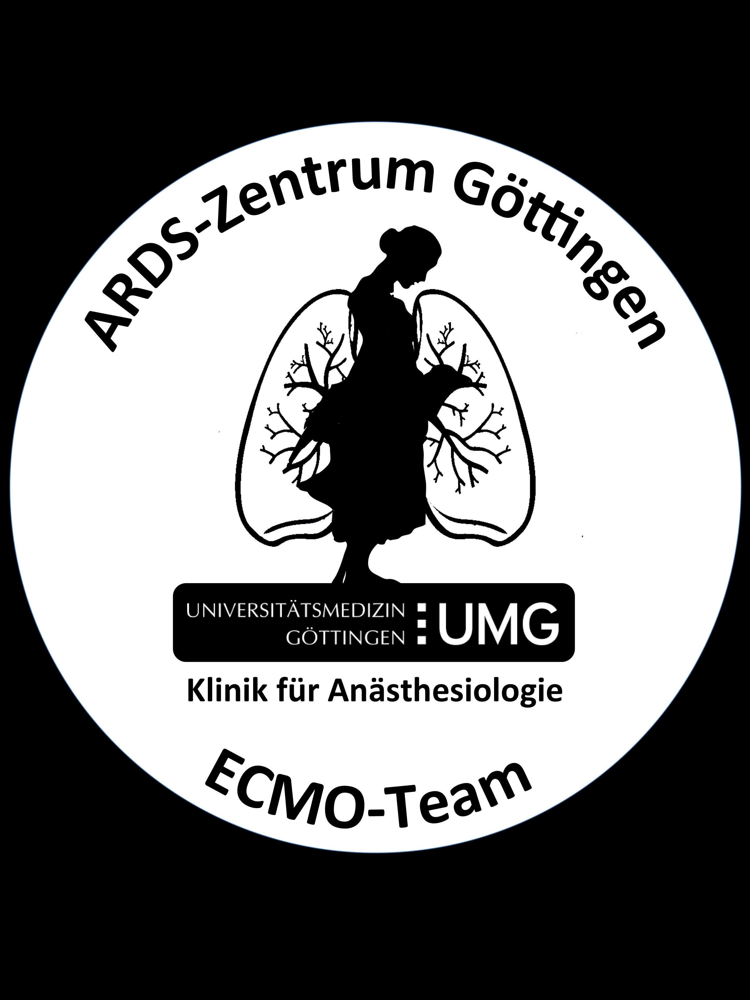 ARDS-Zentrum Göttingen
UNIVERSITÄTSMEDIZIN
GÖTTINGEN
UMG
Klinik für Anästhesiologie
ECMO-Team